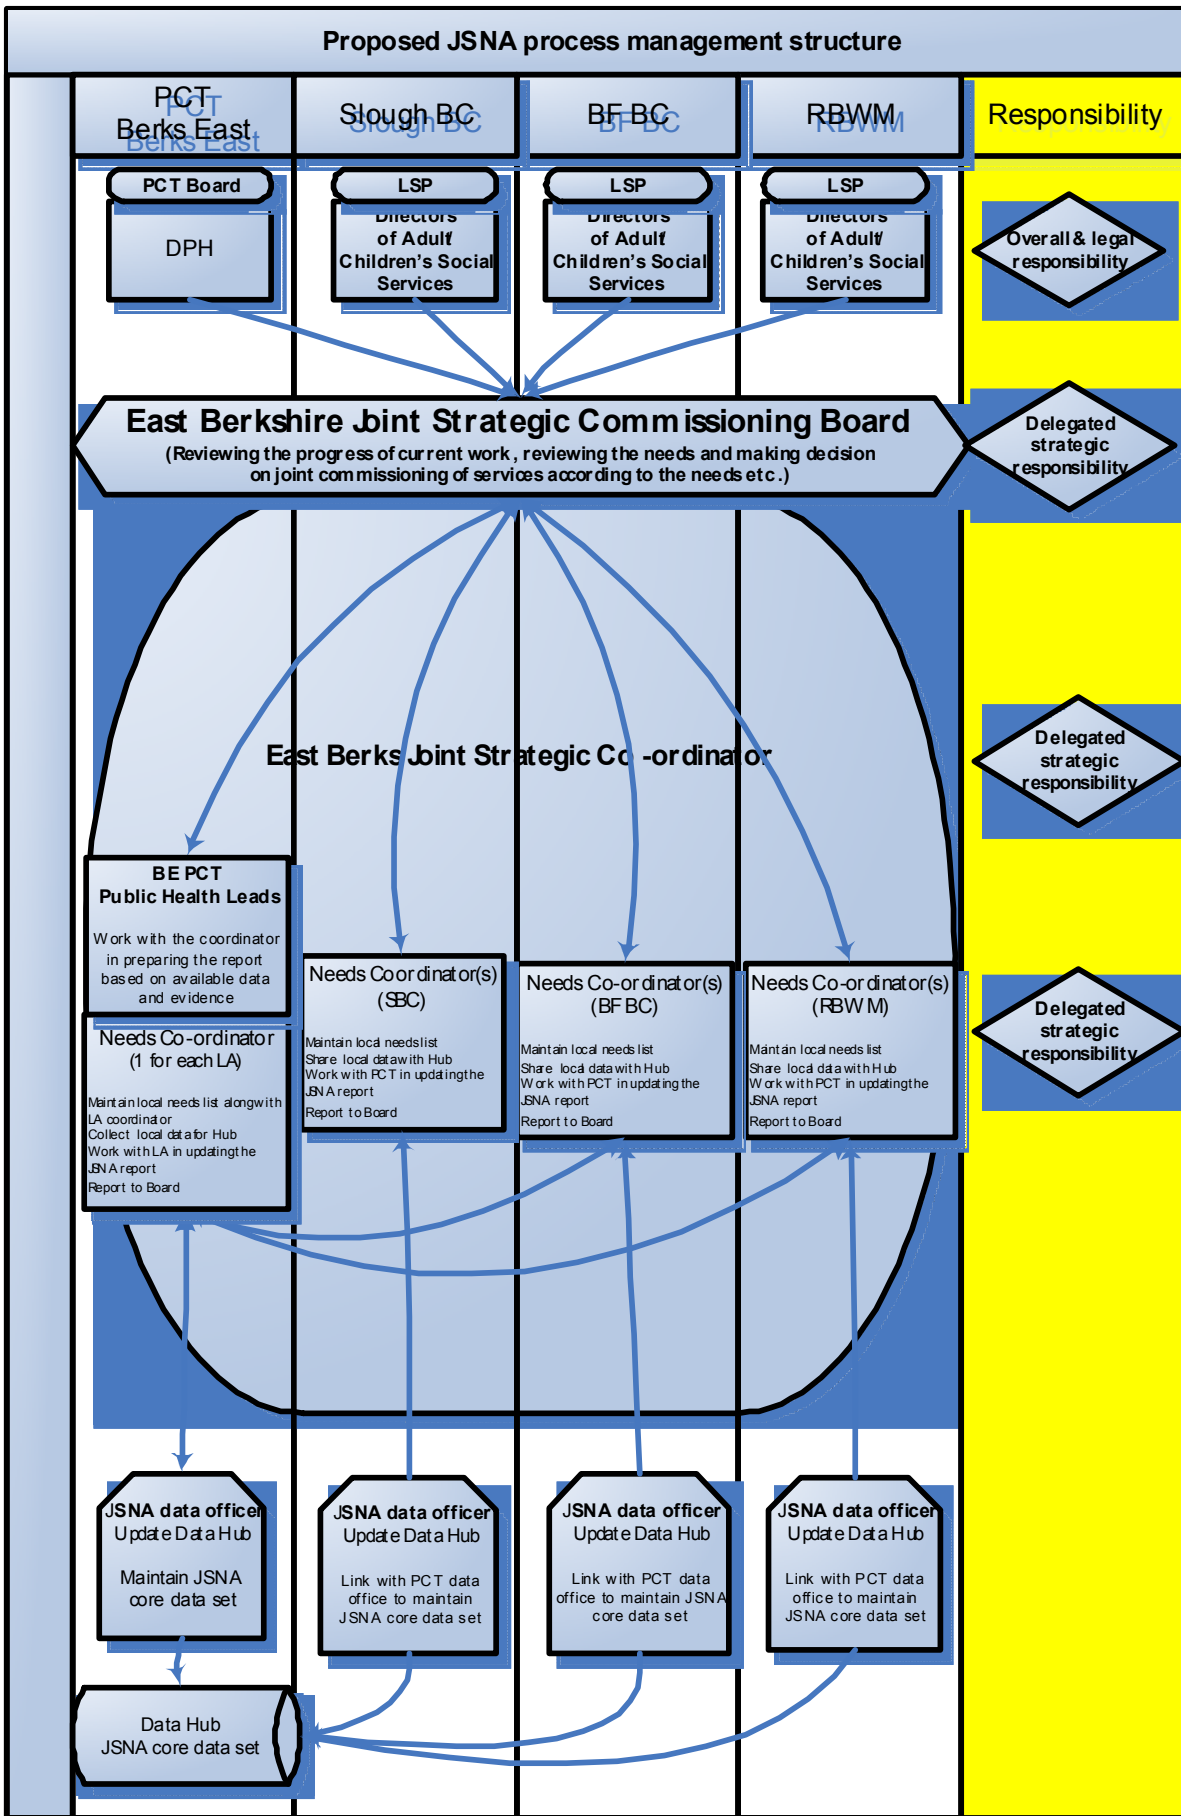 Proposed JSNA process management structure
PCT
Berks East
Slough BC
BF BC
RBWM
Responsibility
PCT Board
DPH
LSP
Directors
of Adult/
Children's Social
Services
LSP
Directors
of Adult/
Children's Social
Services
LSP
Directors
of Adult/
Children's Social
Services
Overall & legal
responsibility
East Berkshire Joint Strategic Commissioning Board
(Reviewing the progress of current work, reviewing the needs and making decision
on joint commissioning of services according to the needs etc.)
Delegated
strategic
responsibility
East Berks Joint Strategic Co-ordinator
Delegated
strategic
responsibility
BE PCT
Public Health Leads
Work with the coordinator
in preparing the report
based on available data
and evidence
Needs Co-ordinator
(1 for each LA)
Maintain local needs list along with
LA coordinator
Collect local data for Hub
Work with LA in updating the
JSNA report
Report to Board
Needs Coordinator(s)
(SBC)
Maintain local needs list
Share local data with Hub
Work with PCT in updating the
JSNA report
Report to Board
Needs Co-ordinator(s)
(BF BC)
Maintain local needs list
Share local data with Hub
Work with PCT in updating the
JSNA report
Report to Board
Needs Co-ordinator(s)
(RBWM)
Maintain local needs list
Share local data with Hub
Work with PCT in updating the
JSNA report
Report to Board
Delegated
strategic
responsibility
JSNA data officer
Update Data Hub
Maintain JSNA
core data set
JSNA data officer
Update Data Hub
Link with PCT data
office to maintain
JSNA core data set
JSNA data officer
Update Data Hub
Link with PCT data
office to maintain JSNA
core data set
JSNA data officer
Update Data Hub
Link with PCT data
office to maintain
JSNA core data set
Data Hub
JSNA core data set